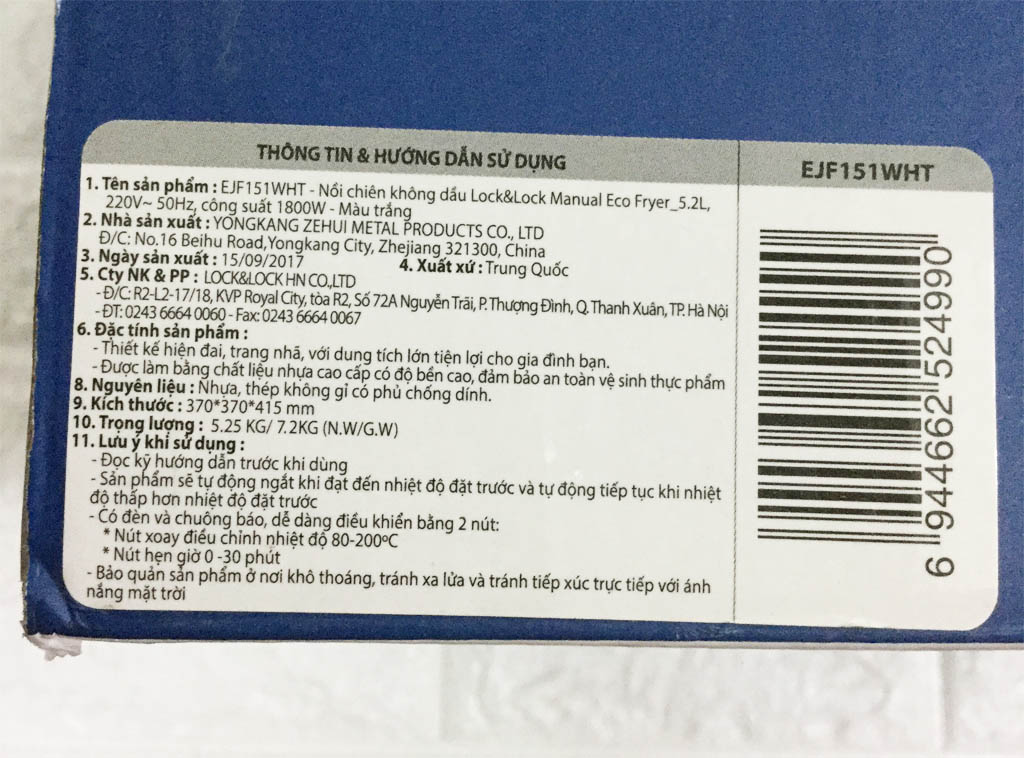 THÔNG TIN & HƯỚNG DẪN SỬ DỤNG
1. Tên sản phẩm : EJF151WHT - Nồi chiên không dầu Lock&Lock Manual Eco Fryer_5.2L,
220V~ 50Hz, công suất 1800W - Màu trắng
2. Nhà sản xuất : YONGKANG ZEHUI METAL PRODUCTS CO., LTD
Đ/C: No.16 Beihu Road,Yongkang City, Zhejiang 321300, China
3. Ngày sản xuất : 15/09/2017 4. Xuất xứ : Trung Quốc
5. Cty NK & PP : LOCK&LOCK HN CO,LTD
-Đ/C: R2-L2-17/18, KVP Royal City, tòa R2, Số 72A Nguyễn Trãi, P. Thượng Đình, Q. Thanh Xuân, TP. Hà Nội
- ĐT: 0243 6664 0060 - Fax: 0243 6664 0067
6. Đặc tính sản phẩm :
- Thiết kế hiện đai, trang nhã, với dung tích lớn tiện lợi cho gia đình bạn.
-Được làm bằng chất liệu nhựa cao cấp có độ bền cao, đảm bảo an toàn vệ sinh thực phẩm
8. Nguyên liệu : Nhựa, thép không gỉ có phủ chống dính.
9. Kích thước : 370*370*415 mm
10. Trọng lượng : 5.25 KG/ 7.2KG (N.W/G.W)
11. Lưu ý khi sử dụng :
- Đọc kỹ hướng dẫn trước khi dùng
- Sản phẩm sẽ tự động ngắt khi đạt đến nhiệt độ đặt trước và tự động tiếp tục khi nhiệt
độ thấp hơn nhiệt độ đặt trước
- Có đèn và chuông báo, dễ dàng điều khiển bằng 2 nút:
* Nút xoay điều chỉnh nhiệt độ 80-200ºC
* Nút hẹn giờ 0 -30 phút
- Bảo quản sản phẩm ở nơi khô thoáng, tránh xa lửa và tránh tiếp xúc trực tiếp với ánh
nắng mặt trời
EJF151WHT
6 944662 524990